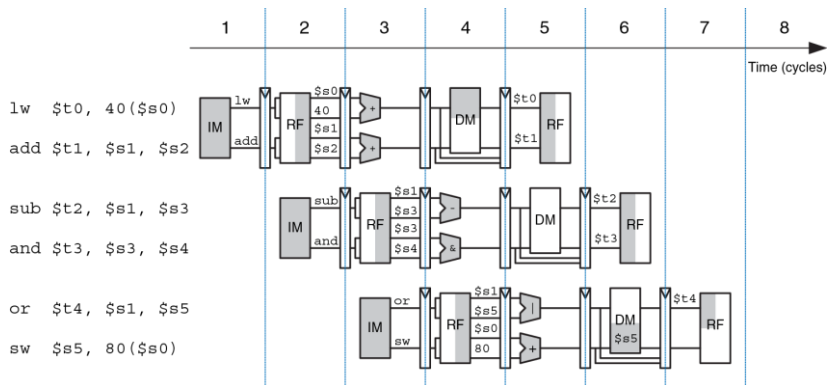 1 2 3 4 5 6 7 8
Time (cycles)
lw $t0, 40($s0)
add $t1, $s1, $s2
IM
lw
add
RF
$s0
40
$s1
$s2
+
+
DM
$t0
$t1
RF
sub $t2, $s1, $s3
and $t3, $s3, $s4
IM
sub
and
RF
$s1
$s3
$s3
$s4
-
&
DM
$t2
$t3
RF
or $t4, $s1, $s5
sw $s5, 80($s0)
IM
or
sw
RF
$s1
$s5
$s0
80
|
+
DM
$s5
$t4
RF